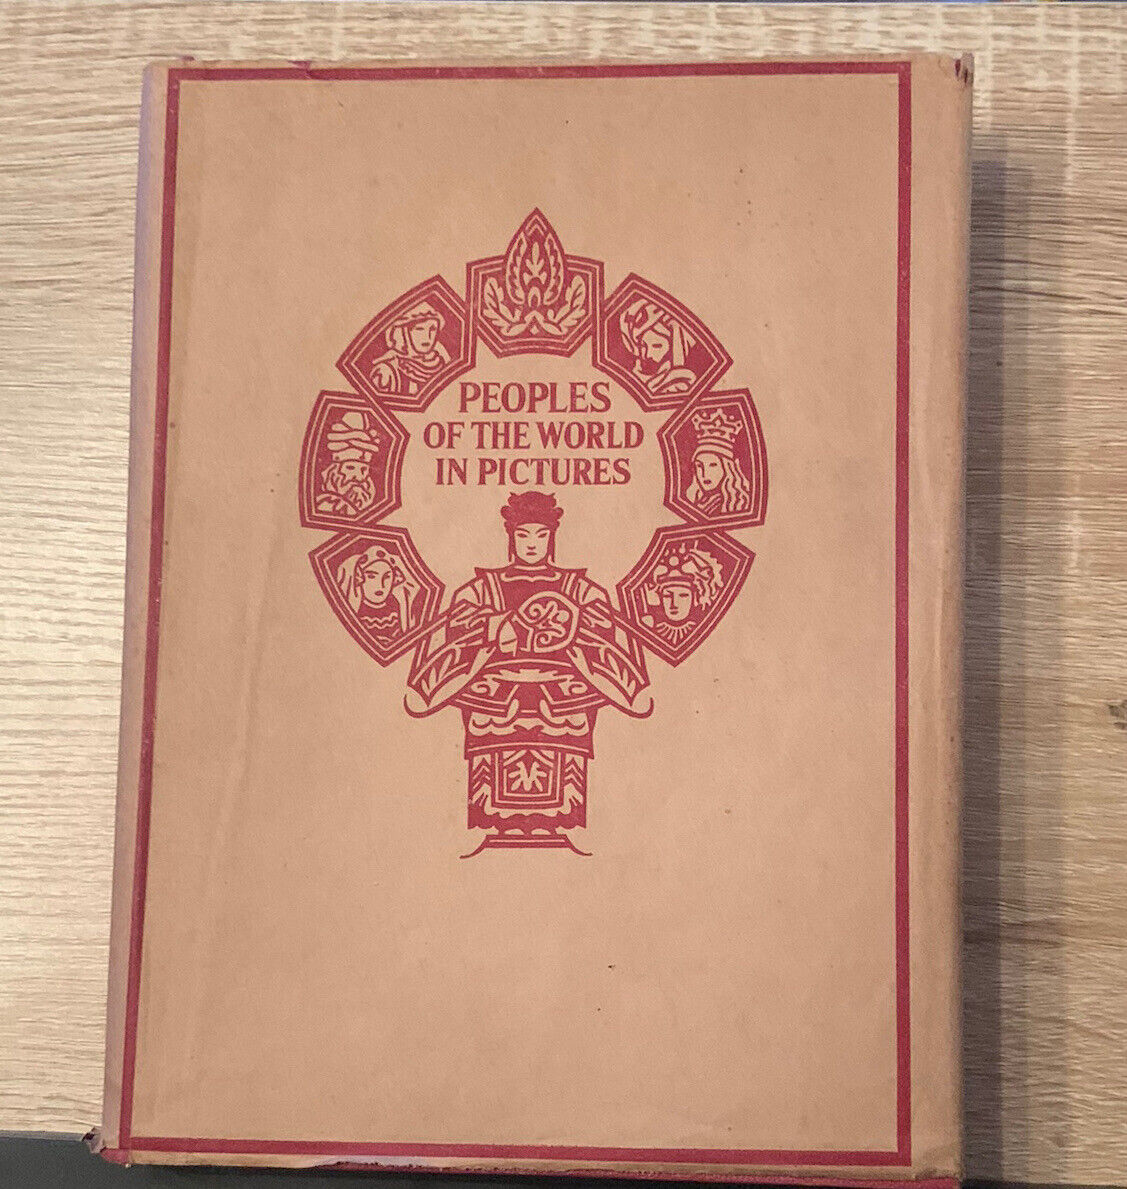 PEOPLES
OF THE WORLD
IN PICTURES